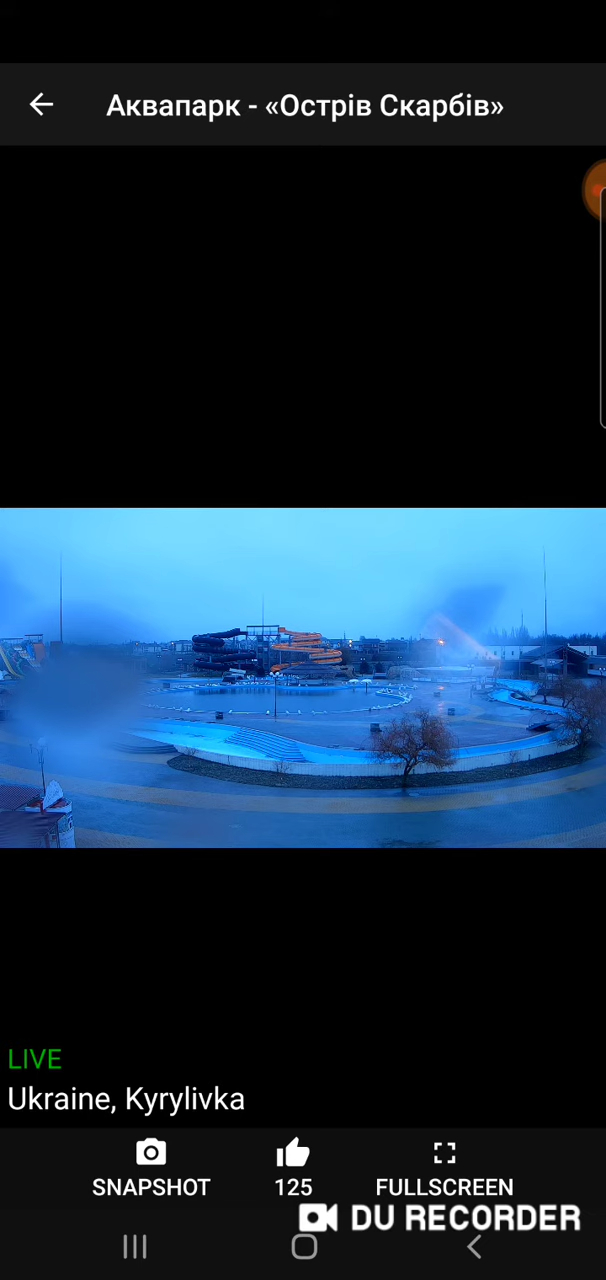 Аквапарк - «Острів Скарбів»
LIVE
Ukraine, Kyrylivka
SNAPSHOT
125
FULLSCREEN
DU RECORDER